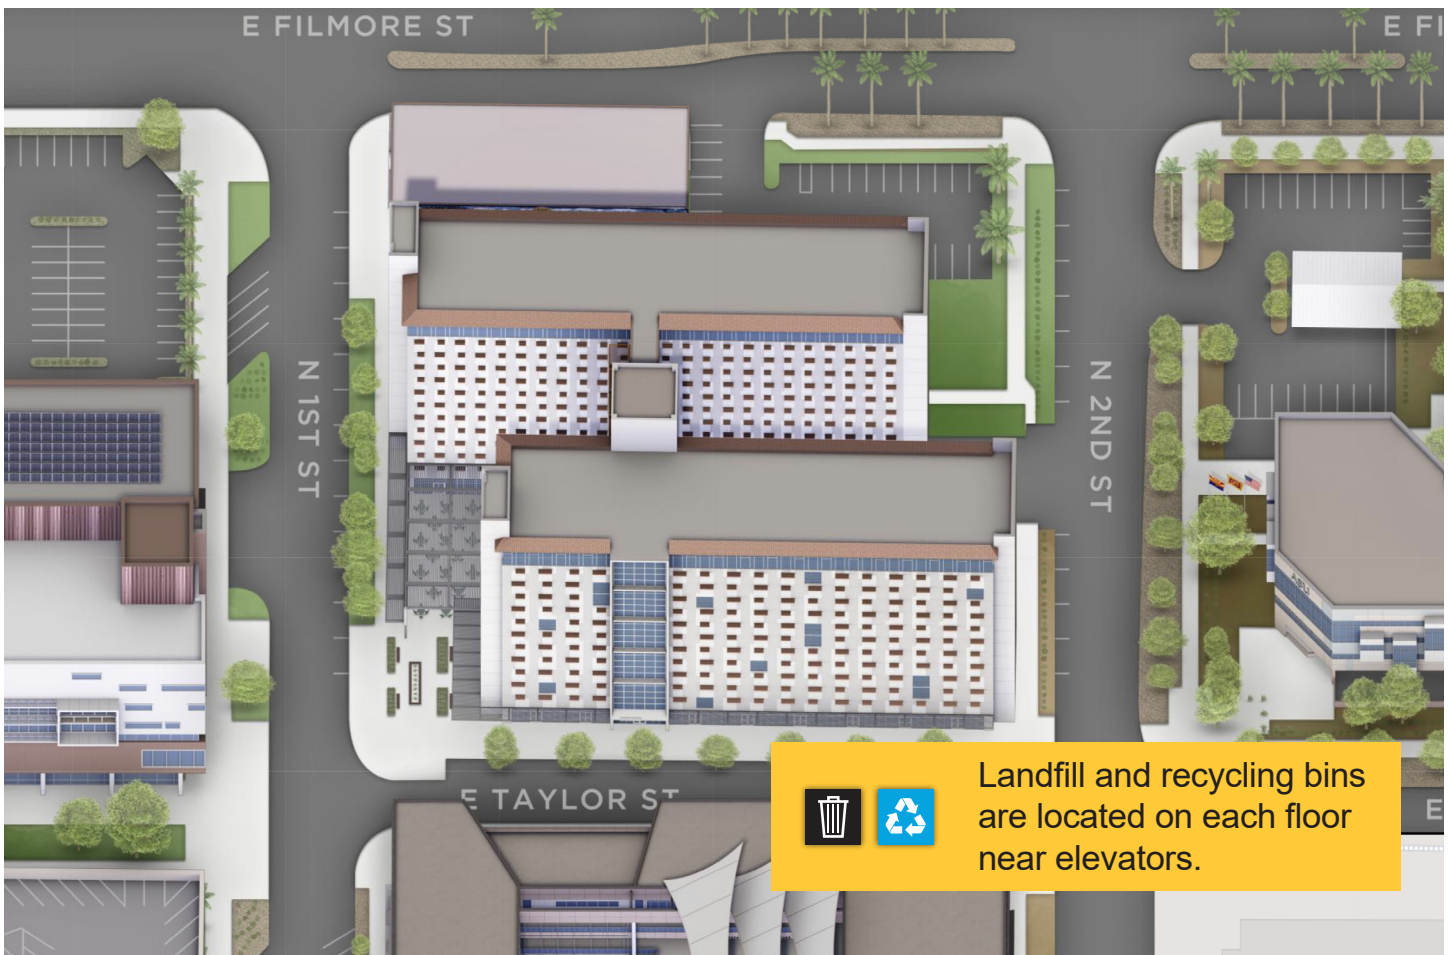 E FILMORE ST
E FI
N 1ST ST
N 2ND ST
ASU
E TAYLOR ST
E
Landfill and recycling bins
are located on each floor
near elevators.